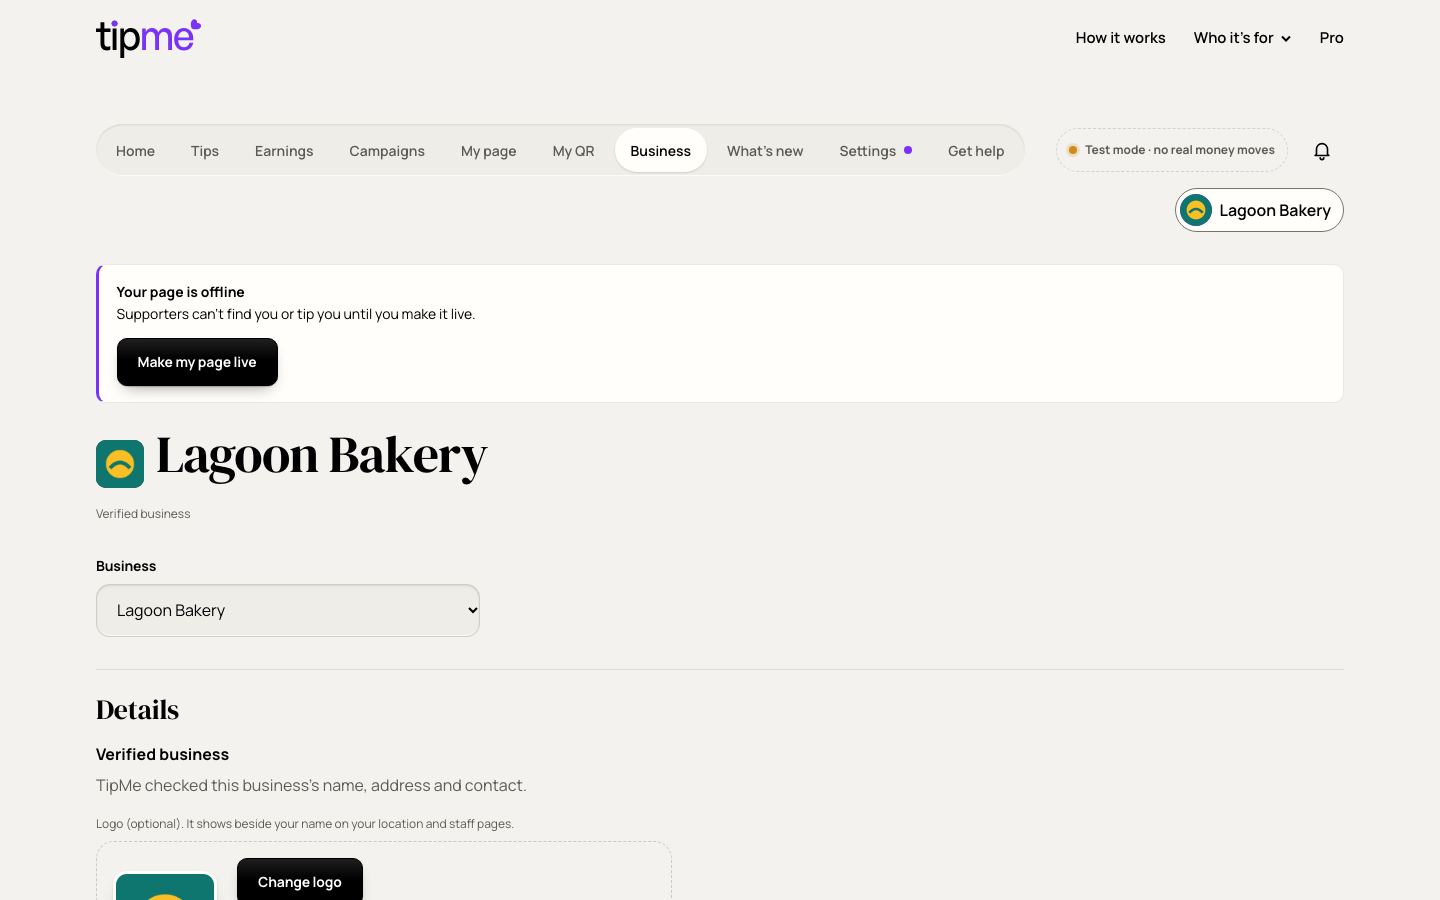 tipme
How it works
Who it's for
Pro
Home
Tips
Earnings
Campaigns
My page
My QR
Business
What's new
Settings
Get help
Test mode · no real money moves
Lagoon Bakery
Your page is offline
Supporters can't find you or tip you until you make it live.
Make my page live
Lagoon Bakery
Verified business
Business
Lagoon Bakery
Details
Verified business
TipMe checked this business's name, address and contact.
Logo (optional). It shows beside your name on your location and staff pages.
Change logo